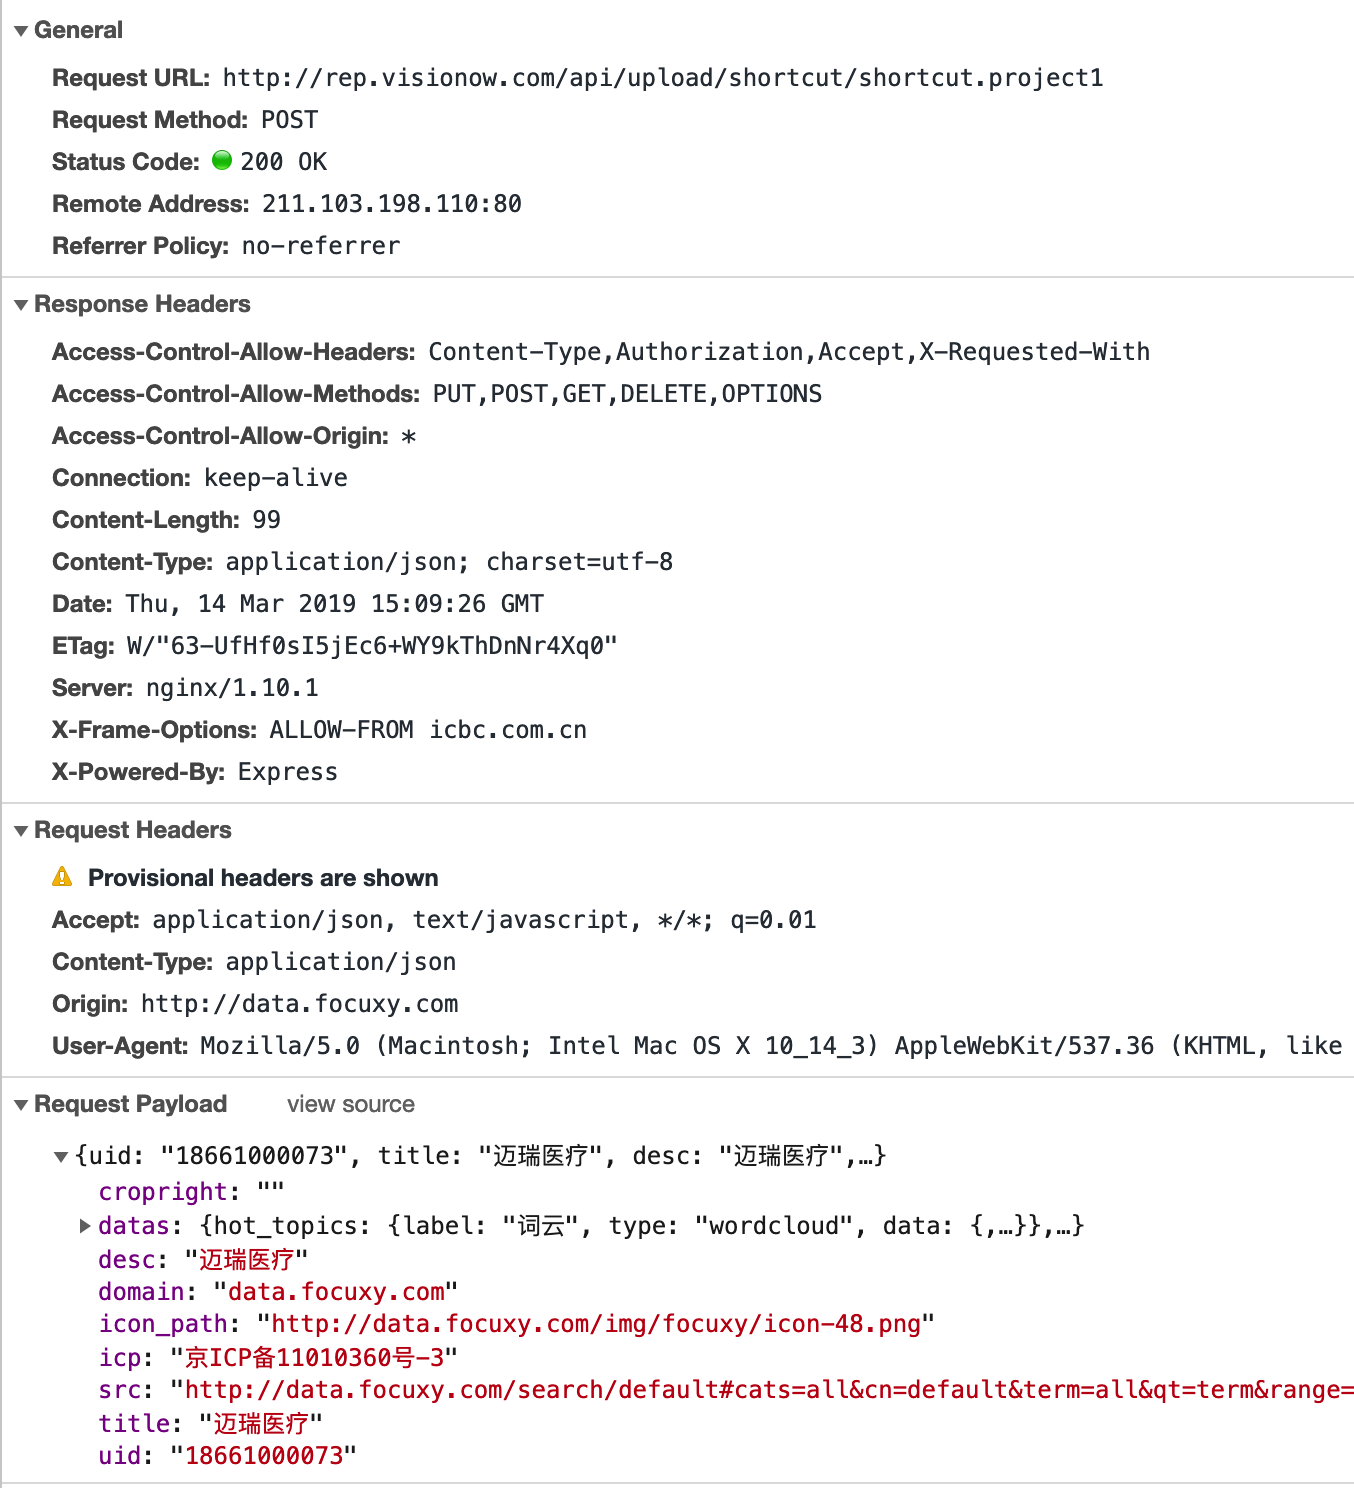 General
Request URL: http://rep.visionow.com/api/upload/shortcut/shortcut.project1
Request Method: POST
Status Code: 200 OK
Remote Address: 211.103.198.110:80
Referrer Policy: no-referrer
Response Headers
Access-Control-Allow-Headers: Content-Type,Authorization,Accept,X-Requested-With
Access-Control-Allow-Methods: PUT,POST,GET,DELETE,OPTIONS
Access-Control-Allow-Origin: *
Connection: keep-alive
Content-Length: 99
Content-Type: application/json; charset=utf-8
Date: Thu, 14 Mar 2019 15:09:26 GMT
ETag: W/"63-UfHf0sI5jEc6+WY9kThDnNr4Xq0"
Server: nginx/1.10.1
X-Frame-Options: ALLOW-FROM icbc.com.cn
X-Powered-By: Express
Request Headers
Provisional headers are shown
Accept: application/json, text/javascript, */*; q=0.01
Content-Type: application/json
Origin: http://data.focuxy.com
User-Agent: Mozilla/5.0 (Macintosh; Intel Mac OS X 10_14_3) AppleWebKit/537.36 (KHTML, like
Request Payload view source
{uid: "18661000073", title: "迈瑞医疗", desc: "迈瑞医疗",…}
cropright: ""
datas: {hot_topics: {label: "词云", type: "wordcloud", data: {,…}},…}
desc: "迈瑞医疗"
domain: "data.focuxy.com"
icon_path: "http://data.focuxy.com/img/focuxy/icon-48.png"
icp: "京ICP备11010360号-3"
src: "http://data.focuxy.com/search/default#cats=all&cn=default&term=all&qt=term&range=
title: "迈瑞医疗"
uid: "18661000073"